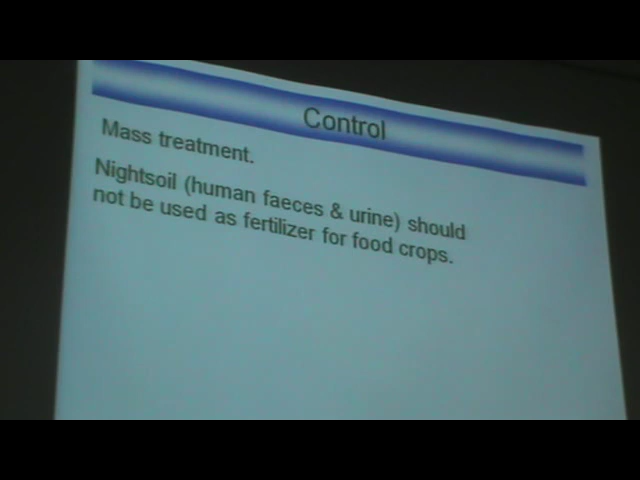 Control
Mass treatment.
Nightsoil (human faeces & urine) should
not be used as fertilizer for food crops.